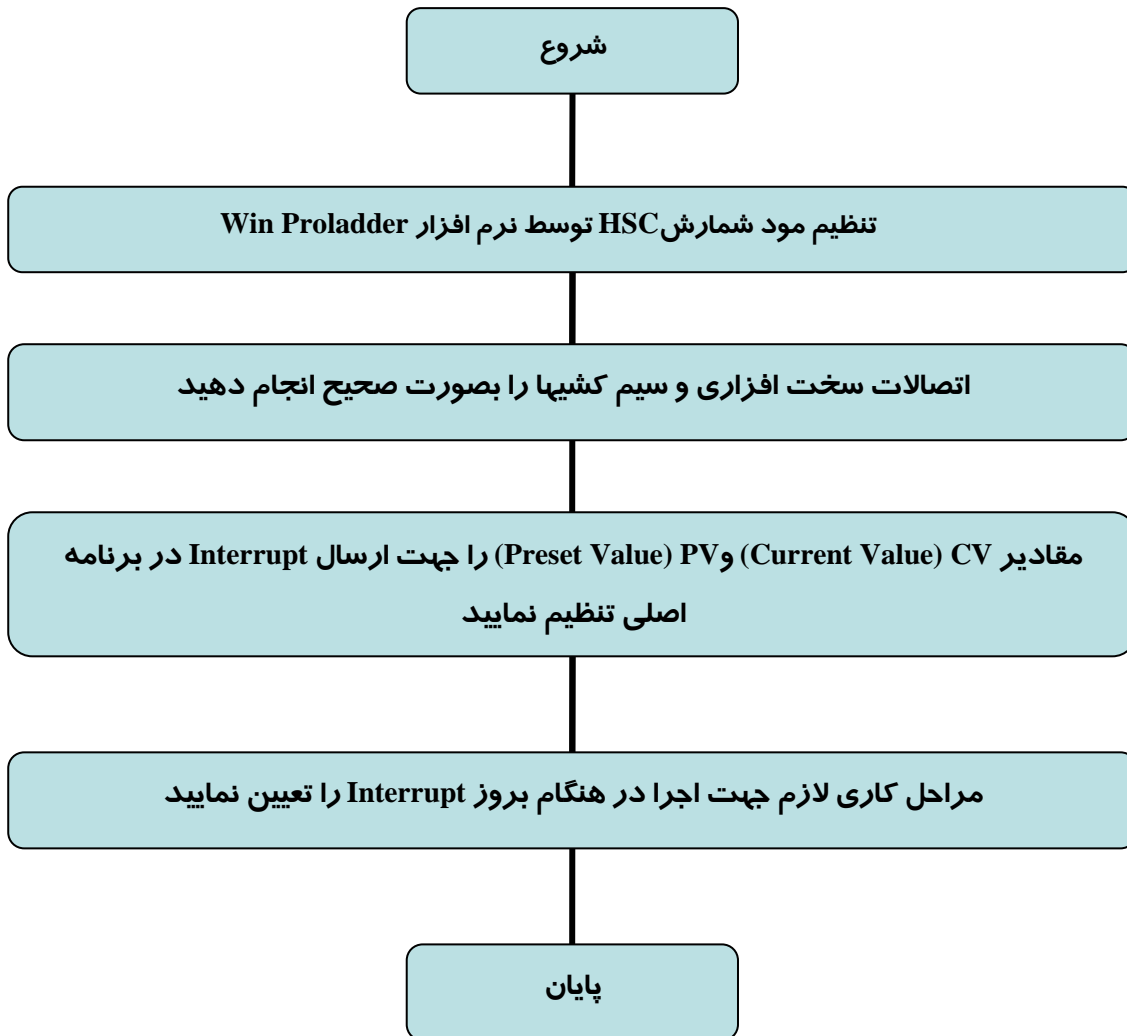 شروع
تنظیم مود شمارشHSC توسط نرم افزار Win Proladder
اتصالات سخت افزاری و سیم کشیها را بصورت صحیح انجام دهید
مقادیر CV (Current Value) وPV (Preset Value) را جهت ارسال Interrupt در برنامه
اصلی تنظیم نمایید
مراحل کاری لازم جهت اجرا در هنگام بروز Interrupt را تعیین نمایید
پایان